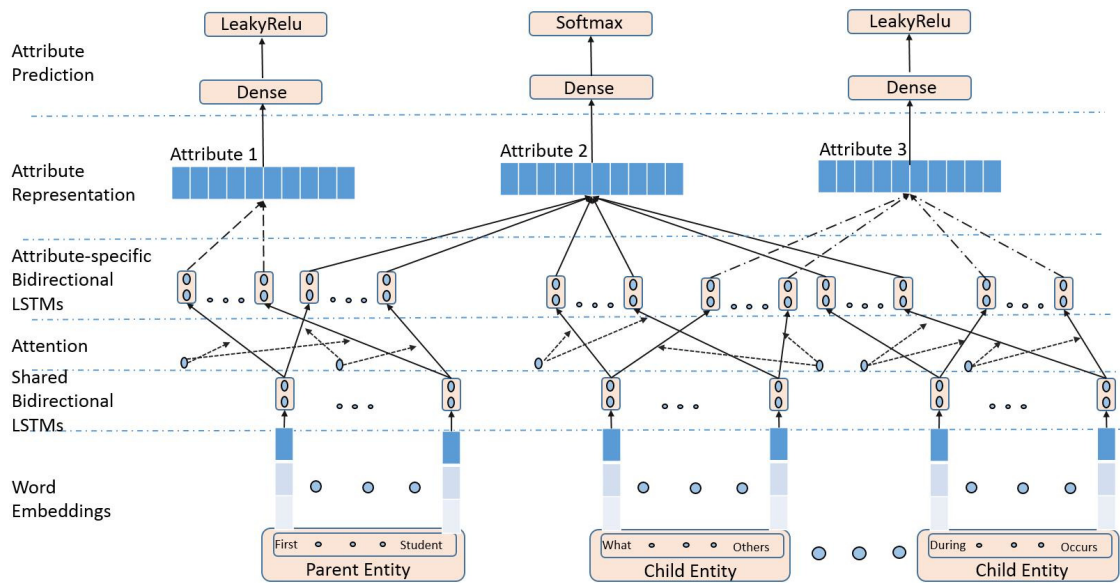 LeakyRelu
Softmax
LeakyRelu
Attribute
Prediction
Dense
Dense
Dense
Attribute 1
Attribute 2
Attribute 3
Attribute
Representation
Attribute-specific
Bidirectional
LSTMs
Attention
Shared
Bidirectional
LSTMs
Word
Embeddings
First Student
What Others
During Occurs
Parent Entity
Child Entity
Child Entity